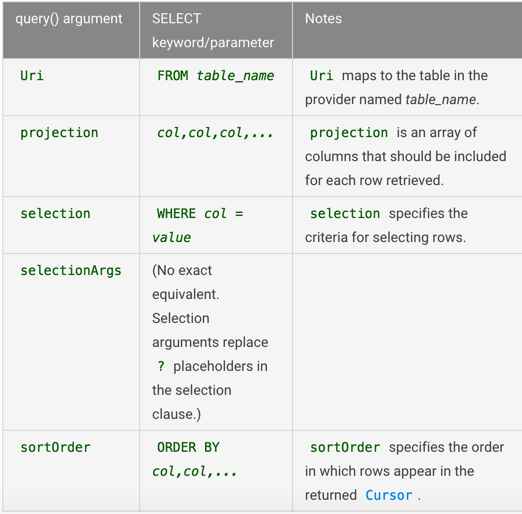 query() argument
SELECT
keyword/parameter
Notes
Uri
FROM table_name
Uri maps to the table in the
provider named table_name.
projection
col,col,col,...
projection is an array of
columns that should be included
for each row retrieved.
selection
WHERE col =
value
selection specifies the
criteria for selecting rows.
selectionArgs
(No exact
equivalent.
Selection
arguments replace
? placeholders in
the selection
clause.)
sortOrder
ORDER BY
col,col,...
sortOrder specifies the order
in which rows appear in the
returned Cursor .